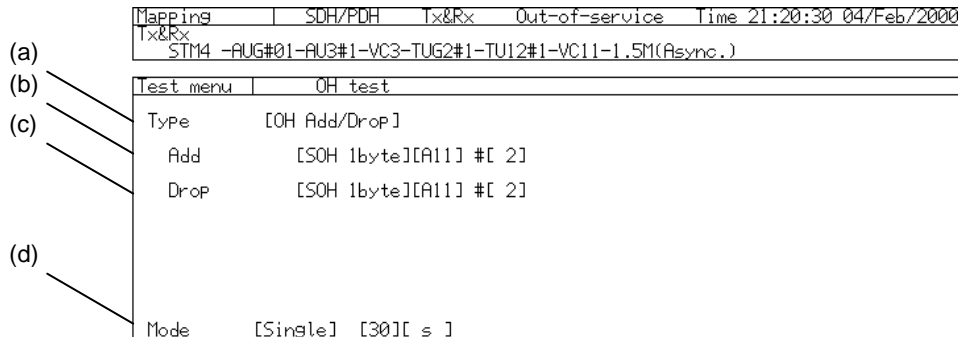 Mapping SDH/PDH Tx&Rx Out-of-service Time 21:20:30 04/Feb/2000
Tx&Rx
STM4 -AUG#01-AU3#1-VC3-TUG2#1-TU12#1-VC11-1.5M(Async.)
(a)
(b)
Test menu OH test
(c)
Type [OH Add/Drop]
Add [SOH 1byte][A11] #[ 2]
Drop [SOH 1byte][A11] #[ 2]
(d)
Mode [Single] [30][ s ]